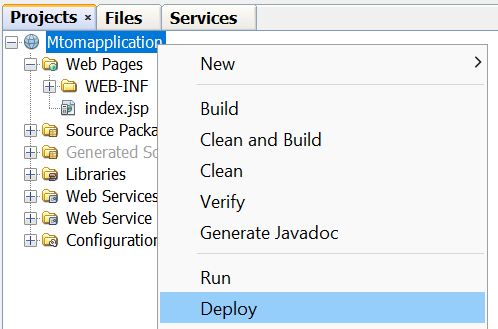 Projects × Files Services
Mtomapplication
Web Pages
WEB-INF
index.jsp
Source Packa
Generated So
Libraries
Web Services
Web Service
Configuration
New
Build
Clean and Build
Clean
Verify
Generate Javadoc
Run
Deploy